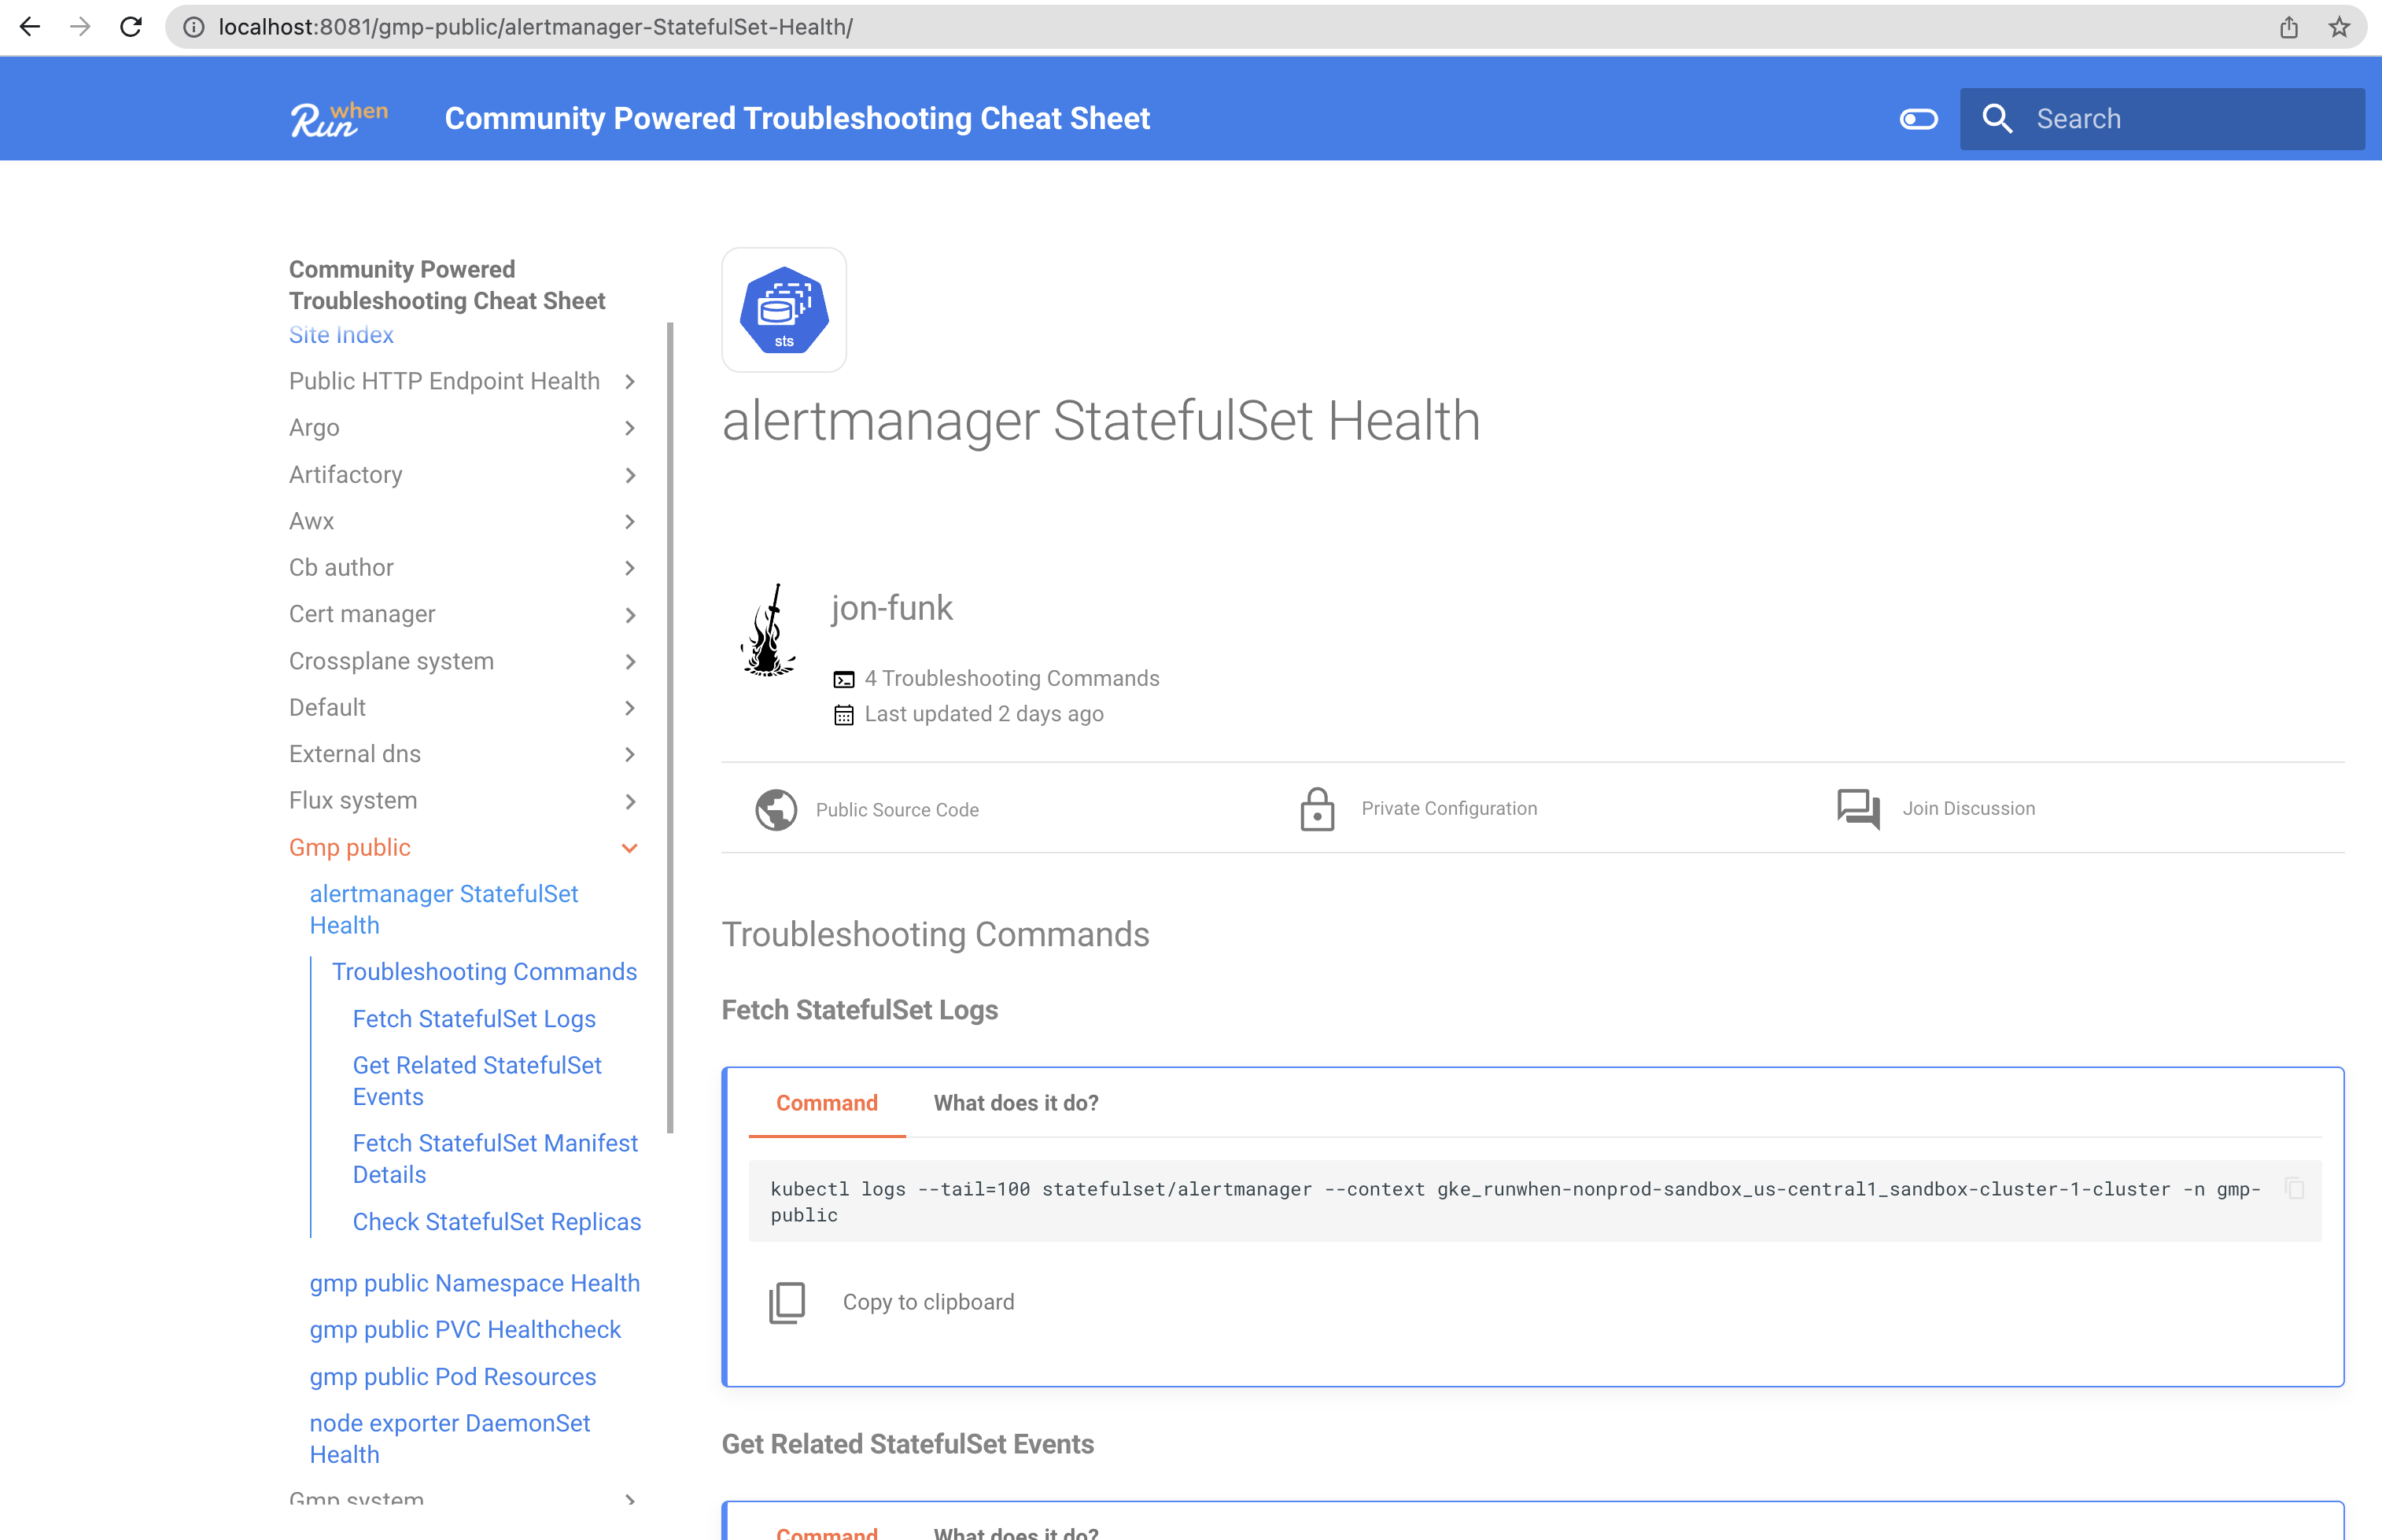 localhost:8081/gmp-public/alertmanager-StatefulSet-Health/
when
Run
Community Powered Troubleshooting Cheat Sheet
Search
Community Powered
Troubleshooting Cheat Sheet
Site Index
Public HTTP Endpoint Health
Argo
Artifactory
Awx
Cb author
Cert manager
Crossplane system
Default
External dns
Flux system
Gmp public
alertmanager StatefulSet
Health
Troubleshooting Commands
Fetch StatefulSet Logs
Get Related StatefulSet
Events
Fetch StatefulSet Manifest
Details
Check StatefulSet Replicas
gmp public Namespace Health
gmp public PVC Healthcheck
gmp public Pod Resources
node exporter DaemonSet
Health
Gmp system
sts
alertmanager StatefulSet Health
jon-funk
4 Troubleshooting Commands
Last updated 2 days ago
Public Source Code
Private Configuration
Join Discussion
Troubleshooting Commands
Fetch StatefulSet Logs
Command What does it do?
kubectl logs --tail=100 statefulset/alertmanager --context gke_runwhen-nonprod-sandbox_us-central1_sandbox-cluster-1-cluster -n gmp-
public
Copy to clipboard
Get Related StatefulSet Events
Command What does it do?